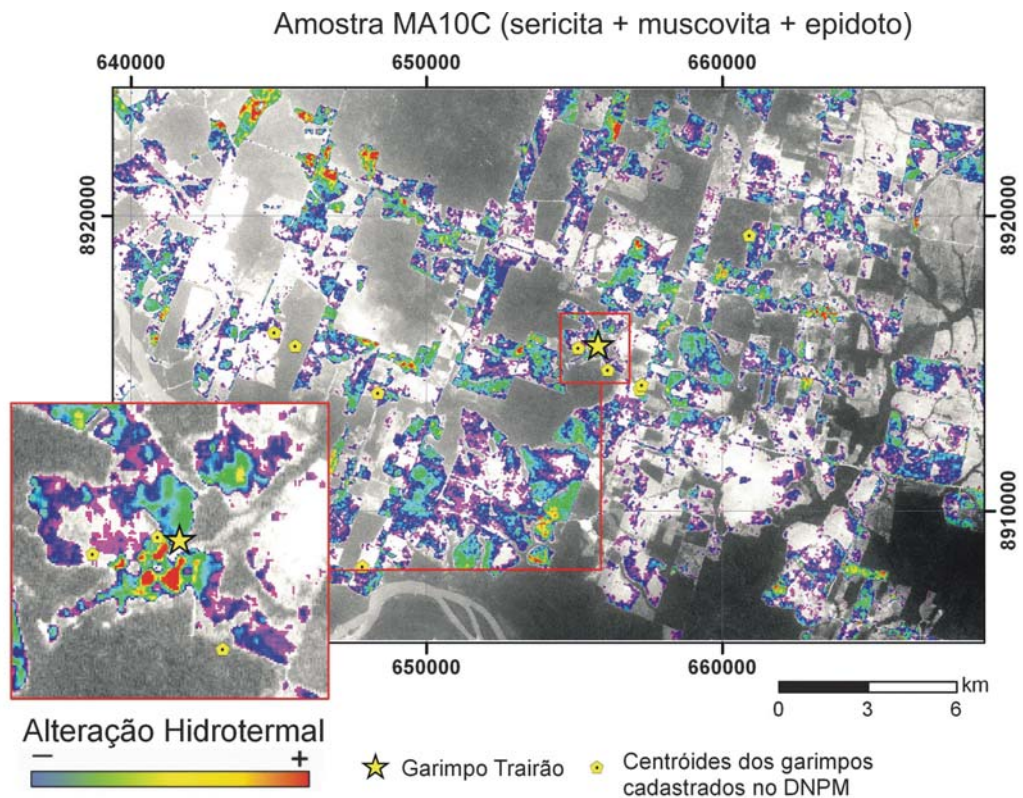 Amostra MA10C (sericita + muscovita + epidoto)
640000 650000 660000
8920000 8920000
8910000
650000 660000
km
0 3 6
Alteração Hidrotermal
– +
Garimpo Trairão
Centróides dos garimpos
cadastrados no DNPM